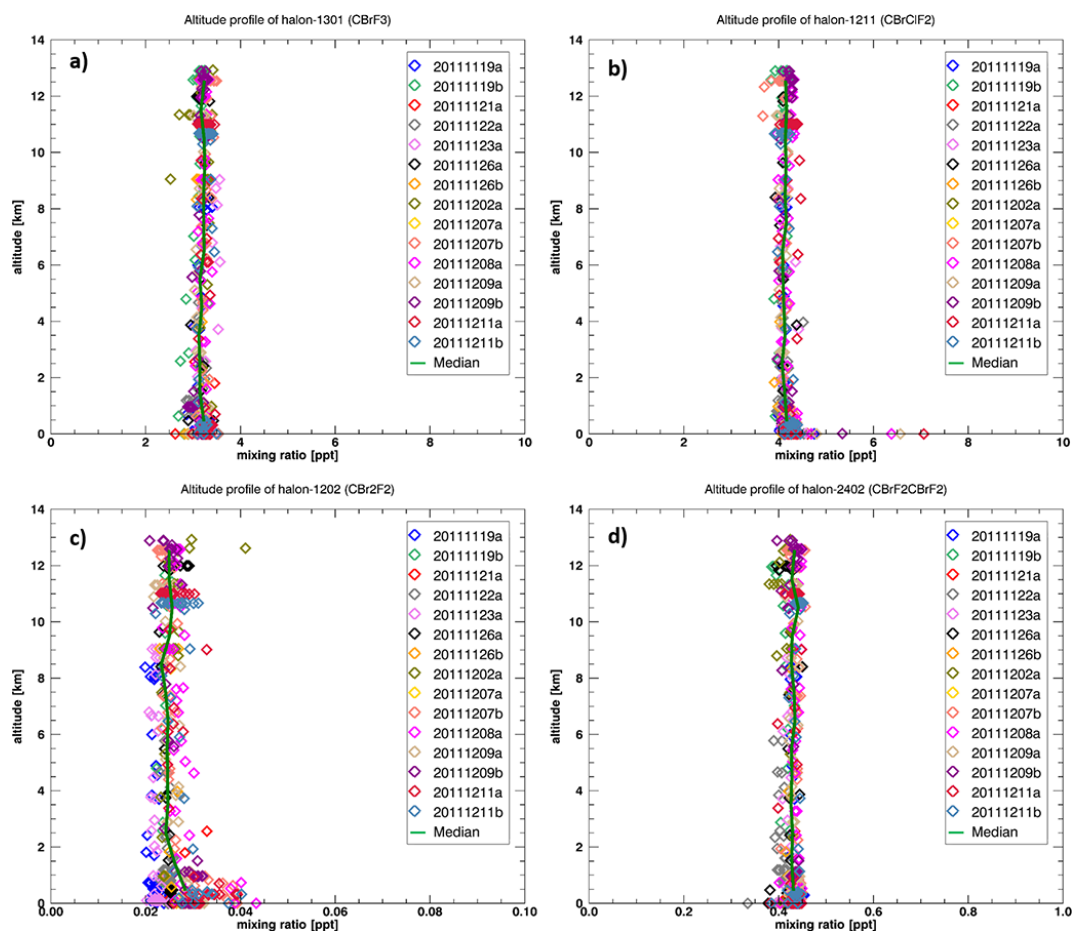 Altitude profile of halon-1301 (CBrF3)
a)
14
12
10
8
6
4
2
0
altitude [km]
0
2
4
6
8
10
mixing ratio [ppt]
20111119a
20111119b
20111121a
20111122a
20111123a
20111126a
20111126b
20111202a
20111207a
20111207b
20111208a
20111209a
20111209b
20111211a
20111211b
Median
Altitude profile of halon-1211 (CBrClF2)
b)
14
12
10
8
6
4
2
0
altitude [km]
0
2
4
6
8
10
mixing ratio [ppt]
20111119a
20111119b
20111121a
20111122a
20111123a
20111126a
20111126b
20111202a
20111207a
20111207b
20111208a
20111209a
20111209b
20111211a
20111211b
Median
Altitude profile of halon-1202 (CBr2F2)
c)
14
12
10
8
6
4
2
0
altitude [km]
0.00
0.02
0.04
0.06
0.08
0.10
mixing ratio [ppt]
20111119a
20111119b
20111121a
20111122a
20111123a
20111126a
20111126b
20111202a
20111207a
20111207b
20111208a
20111209a
20111209b
20111211a
20111211b
Median
Altitude profile of halon-2402 (CBrF2CBrF2)
d)
14
12
10
8
6
4
2
0
altitude [km]
0.0
0.2
0.4
0.6
0.8
1.0
mixing ratio [ppt]
20111119a
20111119b
20111121a
20111122a
20111123a
20111126a
20111126b
20111202a
20111207a
20111207b
20111208a
20111209a
20111209b
20111211a
20111211b
Median